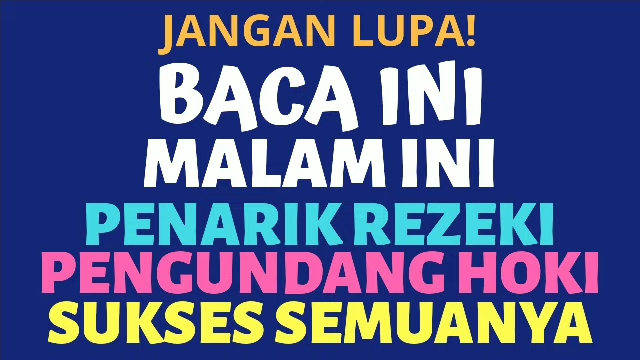 JANGAN LUPA!
BACA INI
MALAM INI
PENARIK REZEKI
PENGUNDANG HOKI
SUKSES SEMUANYA